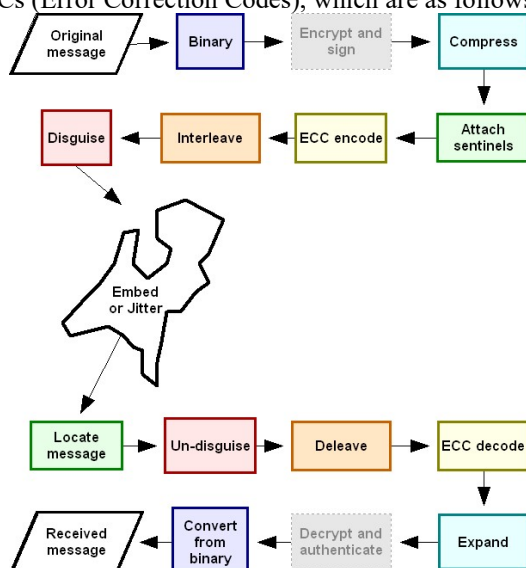 Cs (Error Correction Codes), which are as follows
Original
message
Binary
Encrypt and
sign
Compress
Disguise
Interleave
ECC encode
Attach
sentinels
Embed
or Jitter
Locate
message
Un-disguise
Deleave
ECC decode
Received
message
Convert
from
binary
Decrypt and
authenticate
Expand